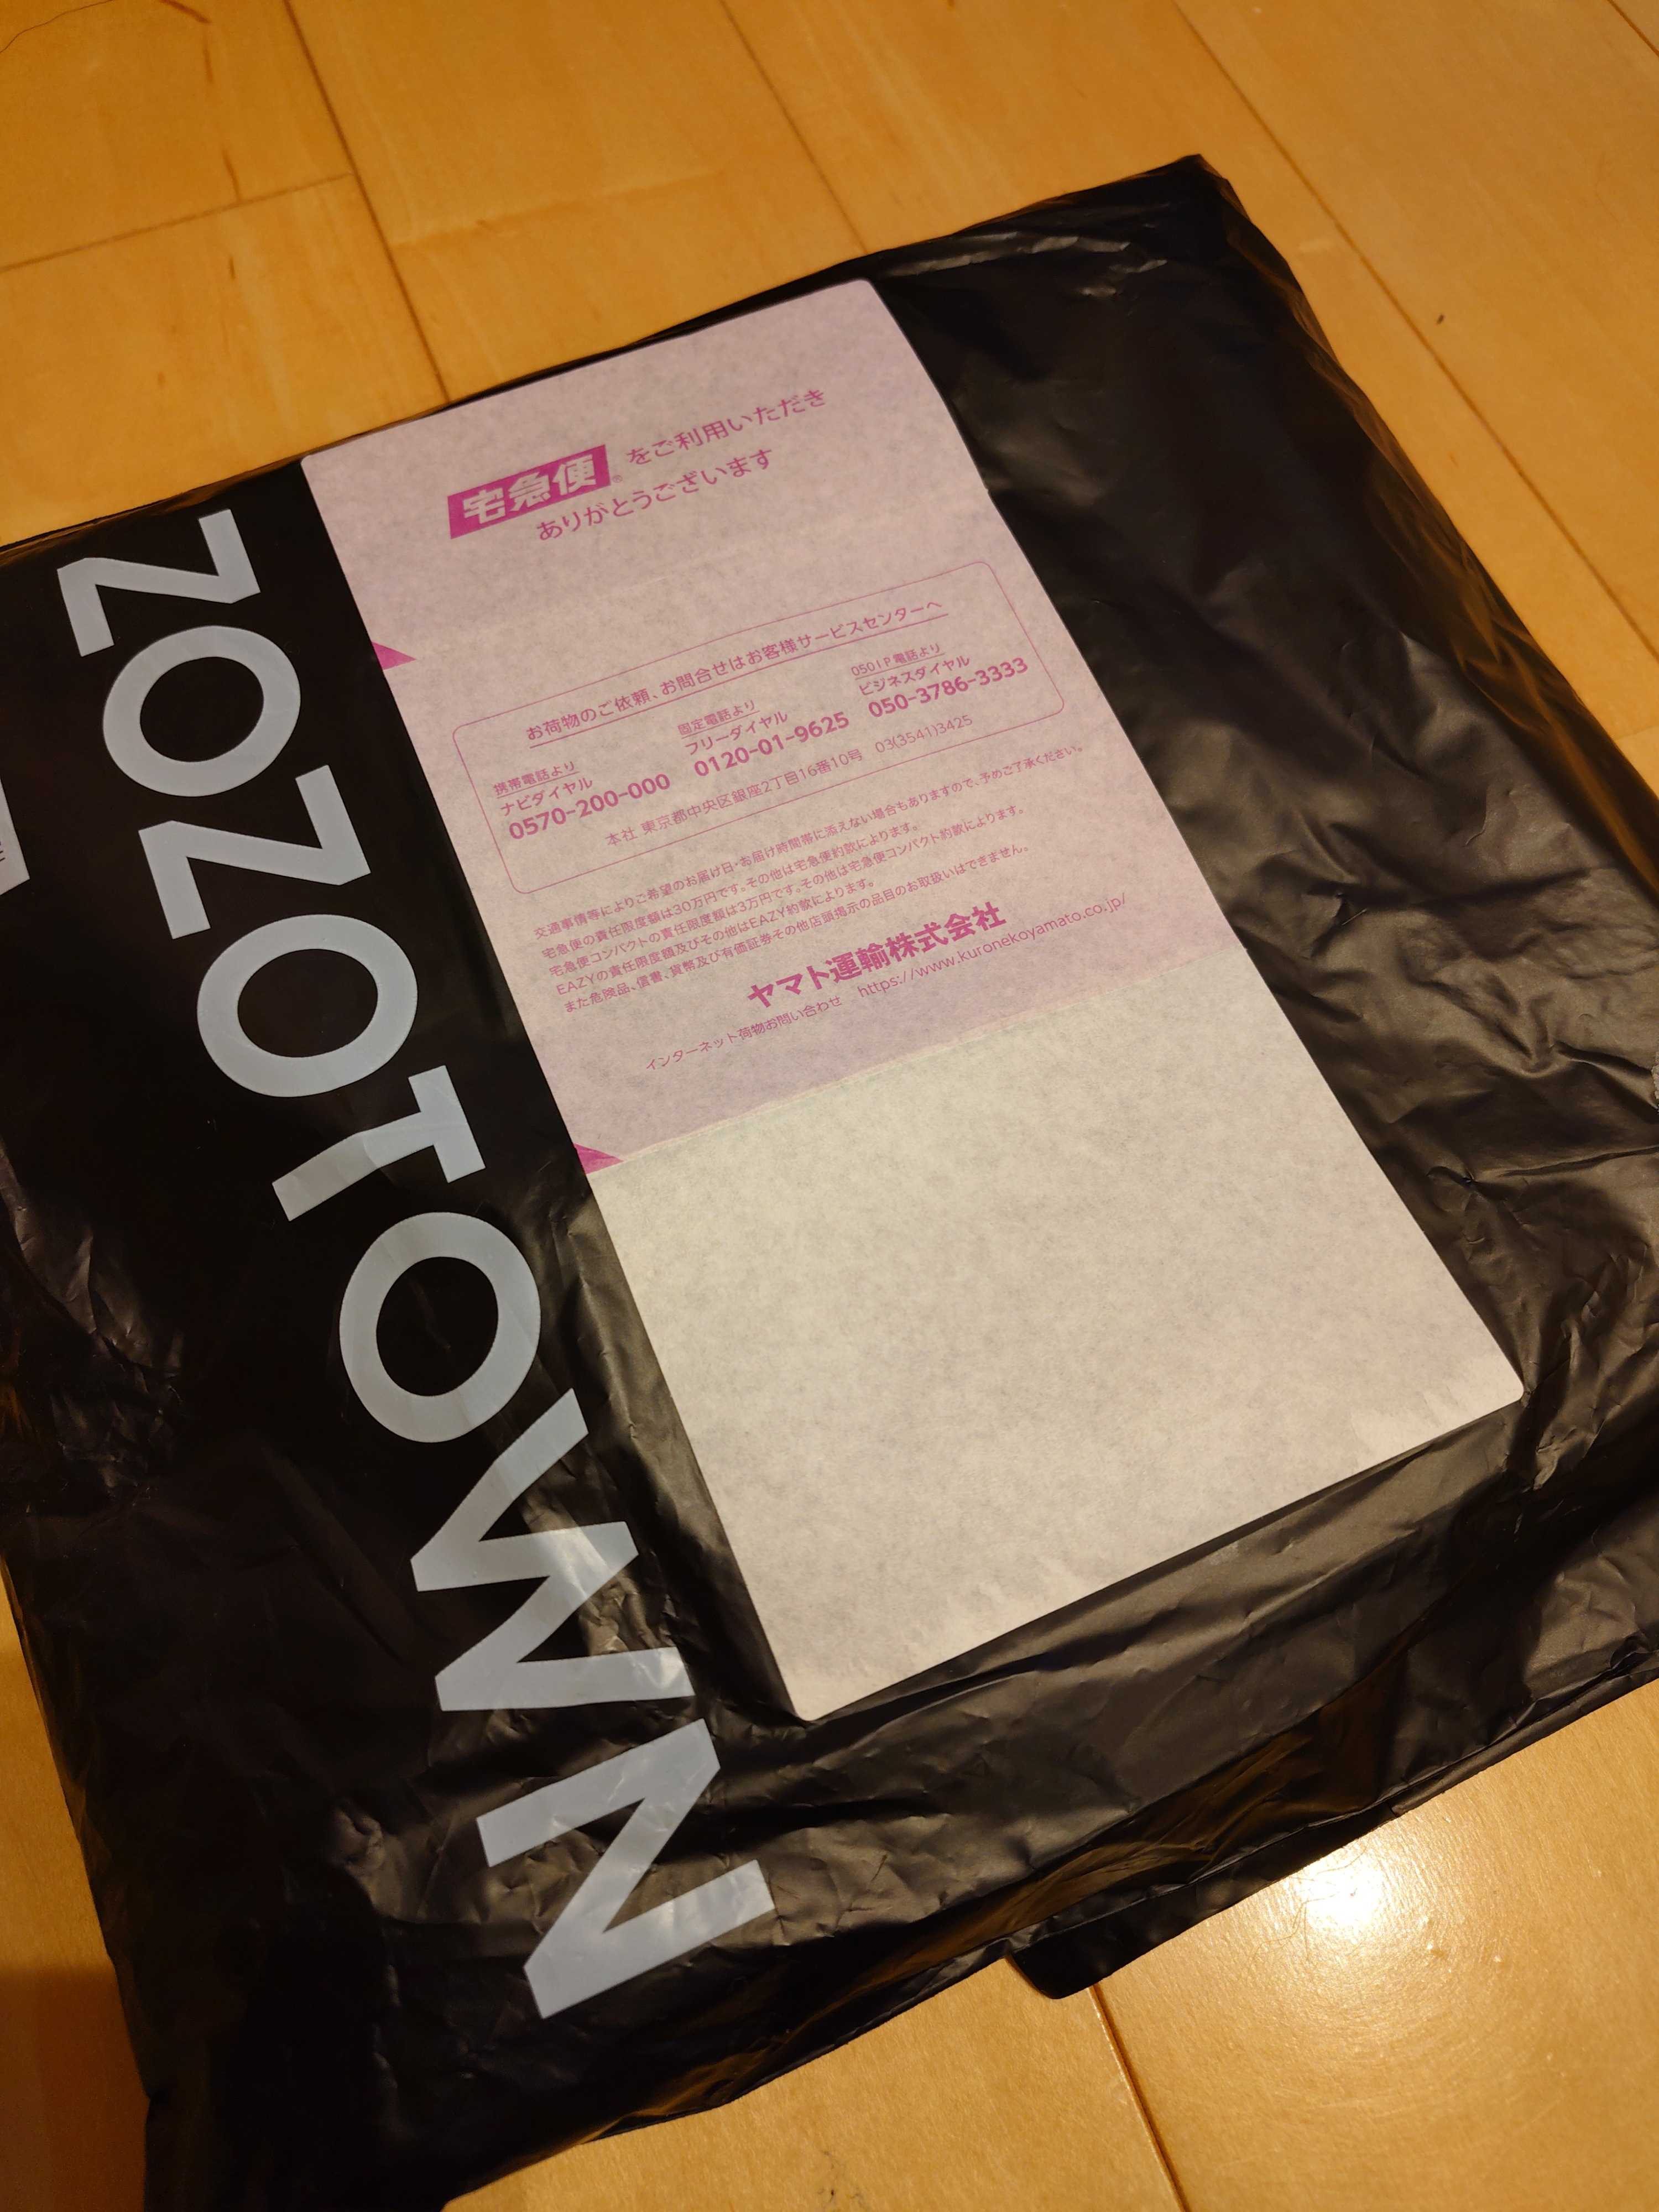 ZOZOTOWN
宅急便® をご利用いただき
ありがとうございます
お荷物のご依頼、お問合せはお客様サービスセンターへ
携帯電話より
ナビダイヤル
0570-200-000
固定電話より
フリーダイヤル
0120-01-9625
050IP電話より
ビジネスダイヤル
050-3786-3333
本社 東京都中央区銀座2丁目16番10号 03(3541)3425
交通事情等によりご希望のお届け日・お届け時間帯に添えない場合もありますので、予めご了承ください。
宅急便の責任限度額は30万円です。その他は宅急便約款によります。
宅急便コンパクトの責任限度額は3万円です。その他は宅急便コンパクト約款によります。
EAZYの責任限度額及びその他はEAZY約款によります。
また危険品、信書、貨幣及び有価証券その他店頭掲示の品目のお取扱いはできません。
ヤマト運輸株式会社
インターネット荷物お問い合わせ https://www.kuronekoyamato.co.jp/